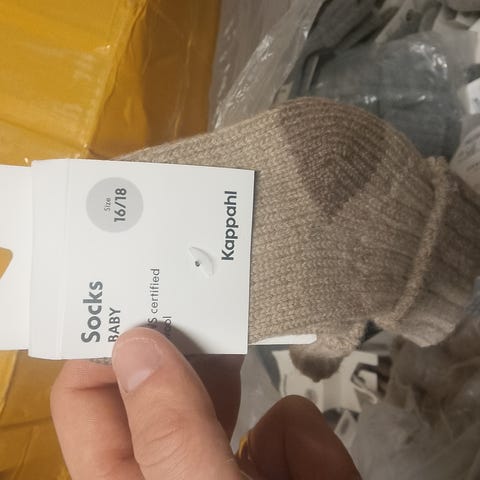 Size
16/18
Socks
BABY
certified
Kappahl